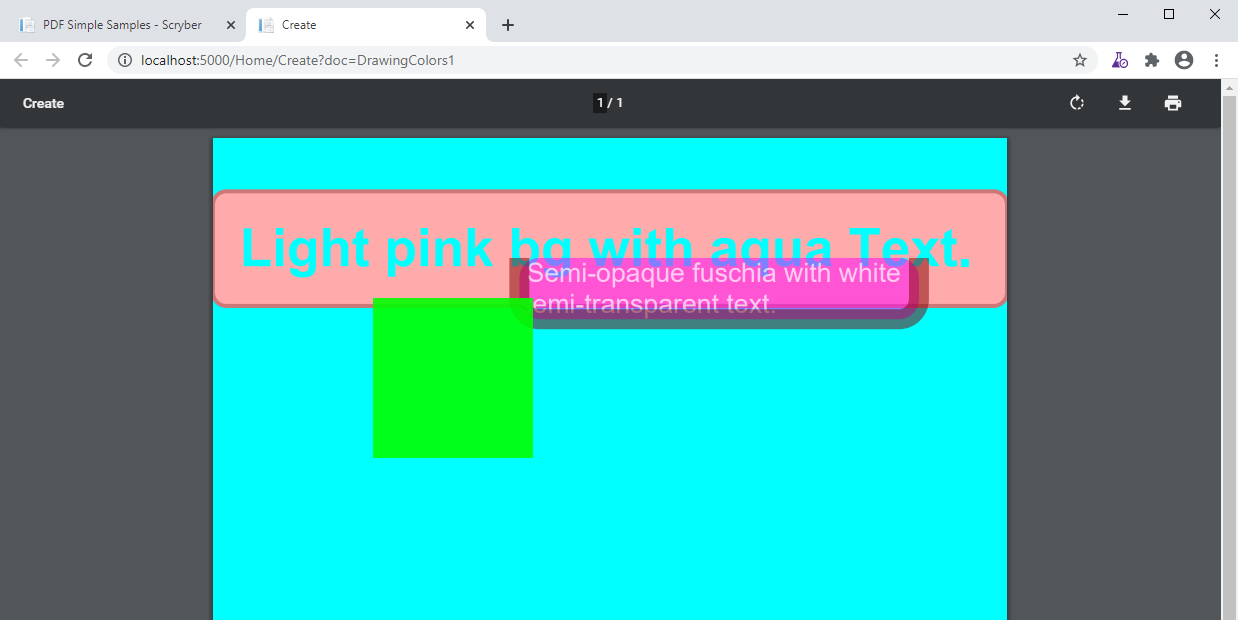 PDF Simple Samples - Scryber
Create
localhost:5000/Home/Create?doc=DrawingColors1
Create
1 / 1
Light pink bg with aqua Text.
Semi-opaque fuschia with white
emi-transparent text.